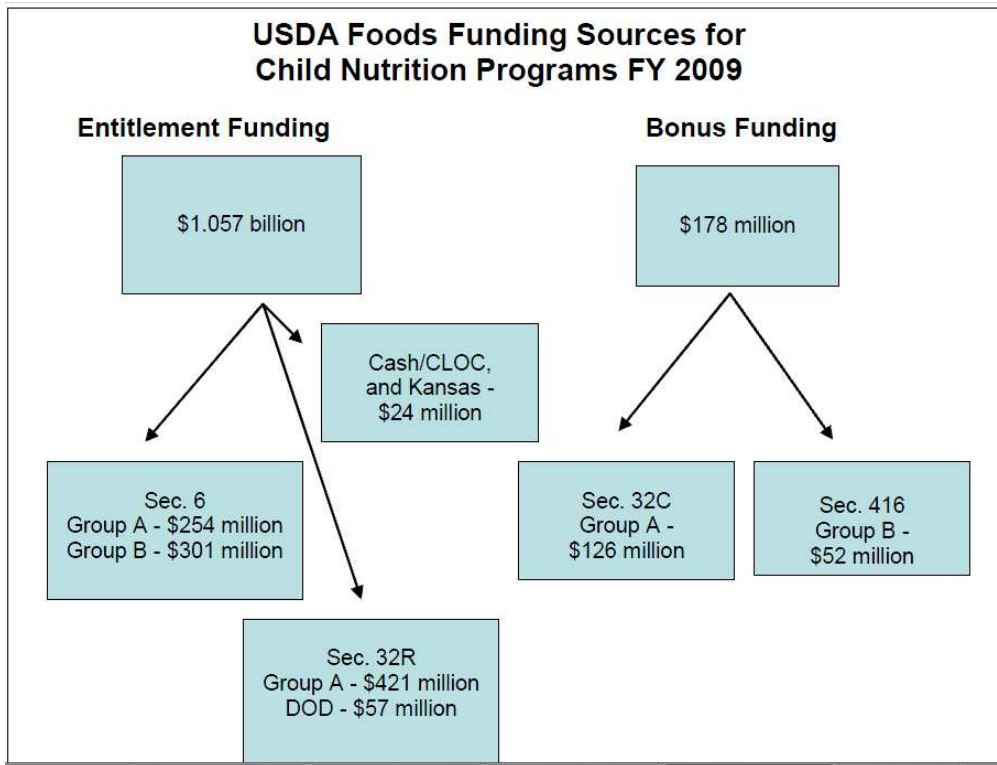 USDA Foods Funding Sources for
Child Nutrition Programs FY 2009
Entitlement Funding
Bonus Funding
$1.057 billion
$178 million
Cash/CLOC,
and Kansas -
$24 million
Sec. 6
Group A - $254 million
Group B - $301 million
Sec. 32C
Group A -
$126 million
Sec. 416
Group B -
$52 million
Sec. 32R
Group A - $421 million
DOD - $57 million